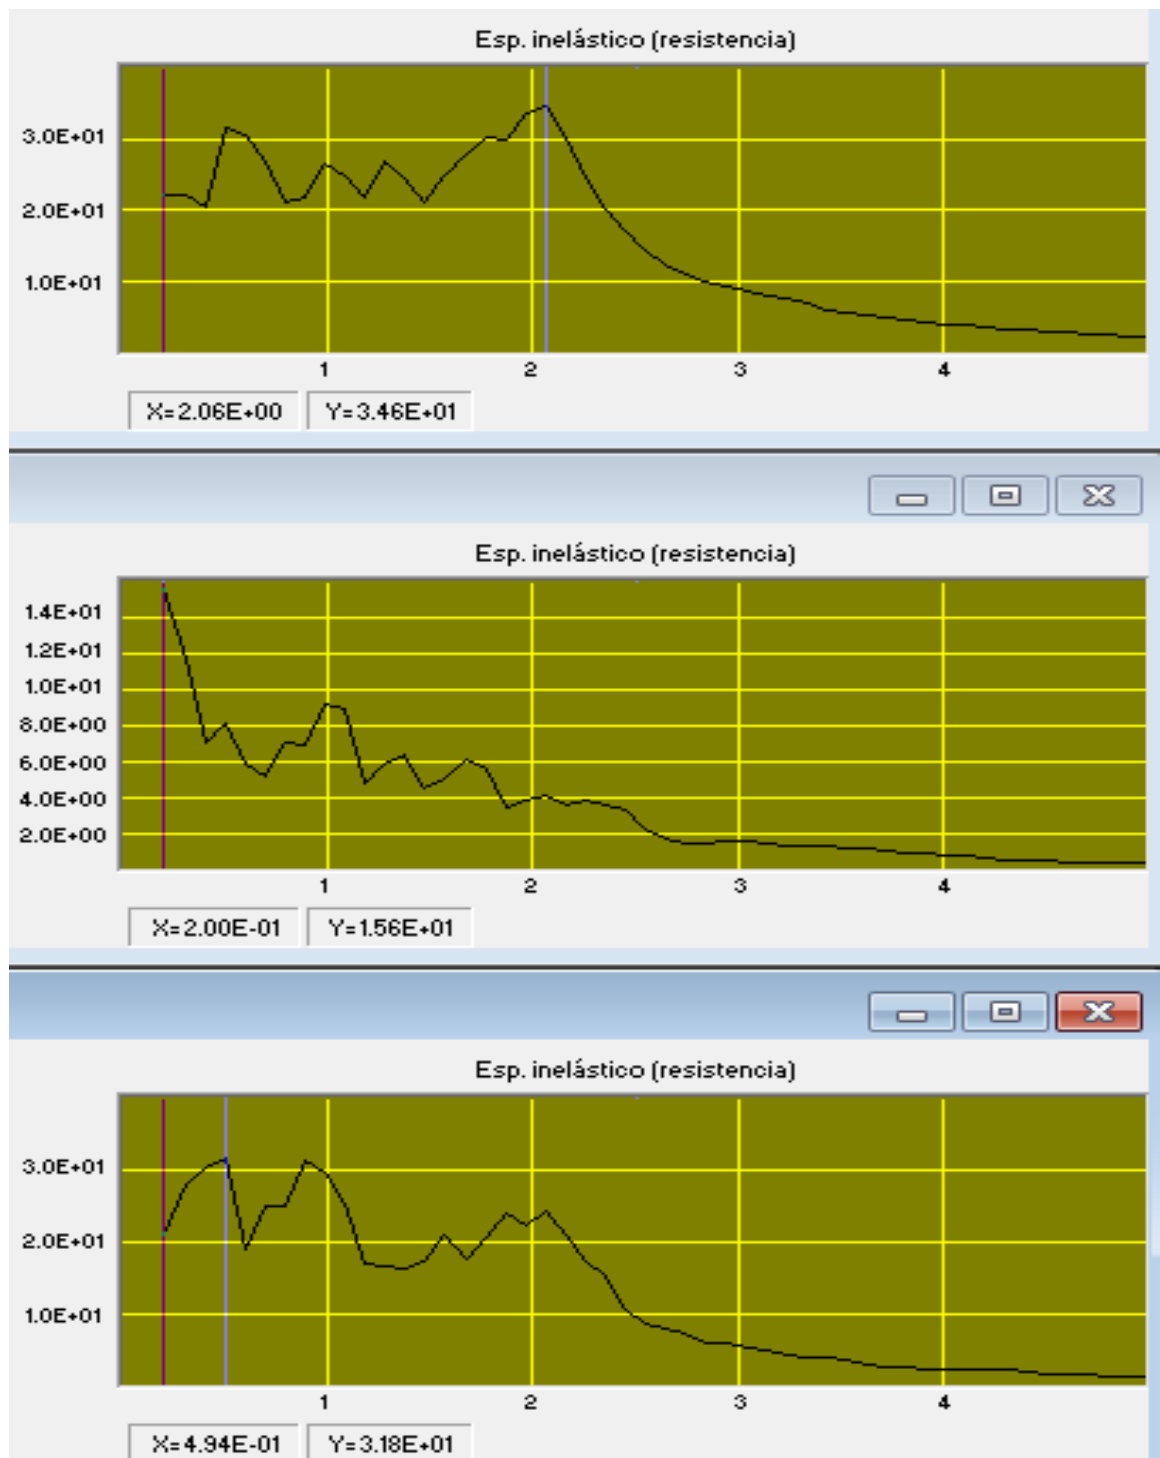 Esp. inelástico (resistencia)
3.0E+01
2.0E+01
1.0E+01
1 2 3 4
X=2.06E+00 Y=3.46E+01
Esp. inelástico (resistencia)
1.4E+01
1.2E+01
1.0E+01
8.0E+00
6.0E+00
4.0E+00
2.0E+00
1 2 3 4
X=2.00E-01 Y=1.56E+01
Esp. inelástico (resistencia)
3.0E+01
2.0E+01
1.0E+01
1 2 3 4
X=4.94E-01 Y=3.18E+01